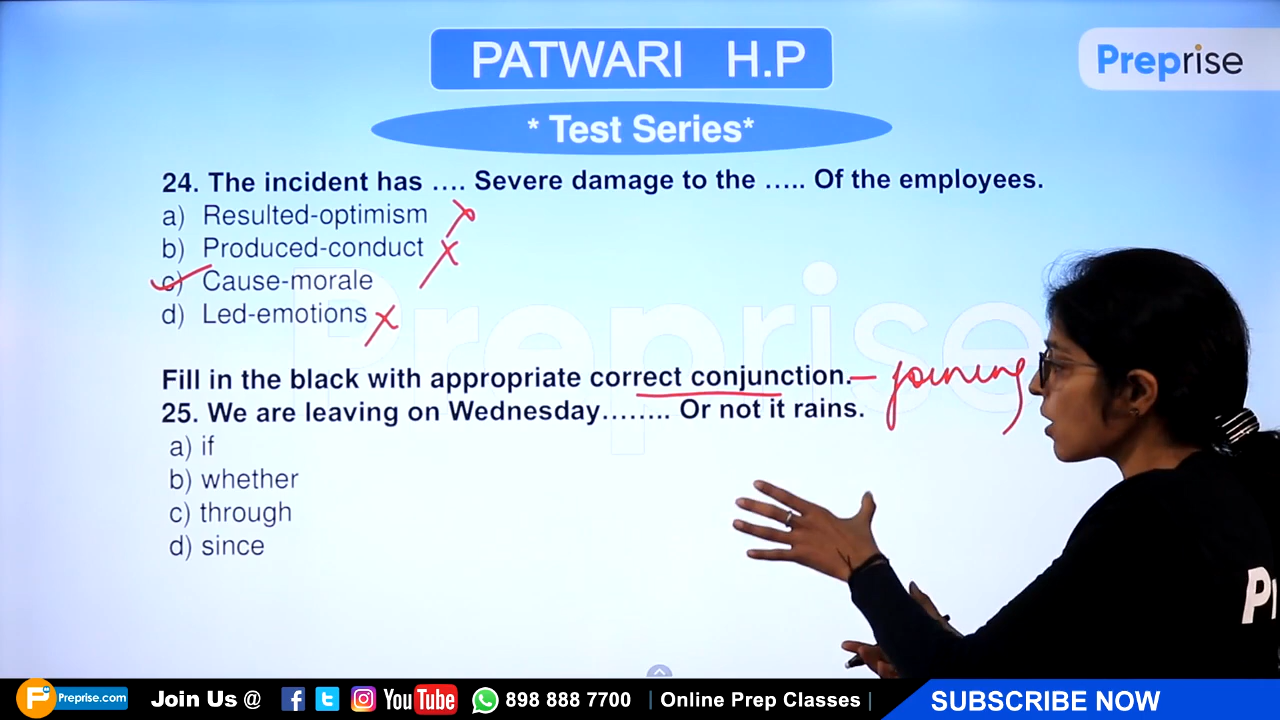 PATWARI H.P
Preprise
* Test Series*
24. The incident has .... Severe damage to the ..... Of the employees.
a) Resulted-optimism
b) Produced-conduct
c) Cause-morale
d) Led-emotions
Preprise
Fill in the black with appropriate correct conjunction. – joining
25. We are leaving on Wednesday........ Or not it rains.
a) if
b) whether
c) through
d) since
P
Preprise.com Join Us @ YouTube 898 888 7700 | Online Prep Classes | SUBSCRIBE NOW